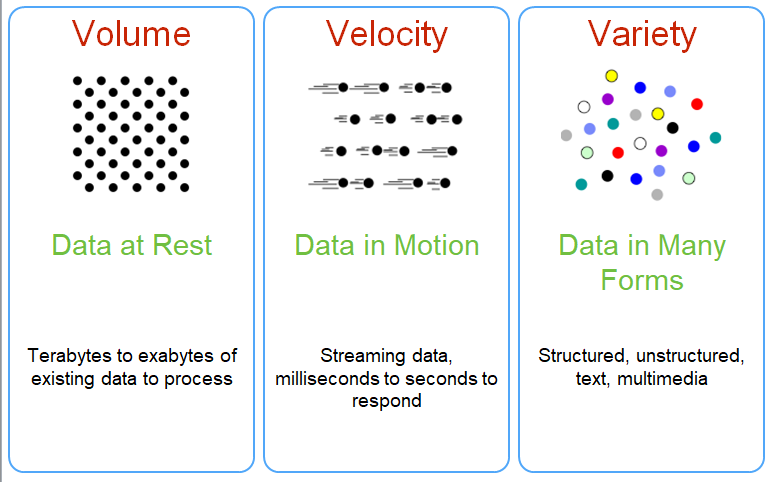 Volume
Data at Rest
Terabytes to exabytes of
existing data to process
Velocity
Data in Motion
Streaming data,
milliseconds to seconds to
respond
Variety
Data in Many
Forms
Structured, unstructured,
text, multimedia